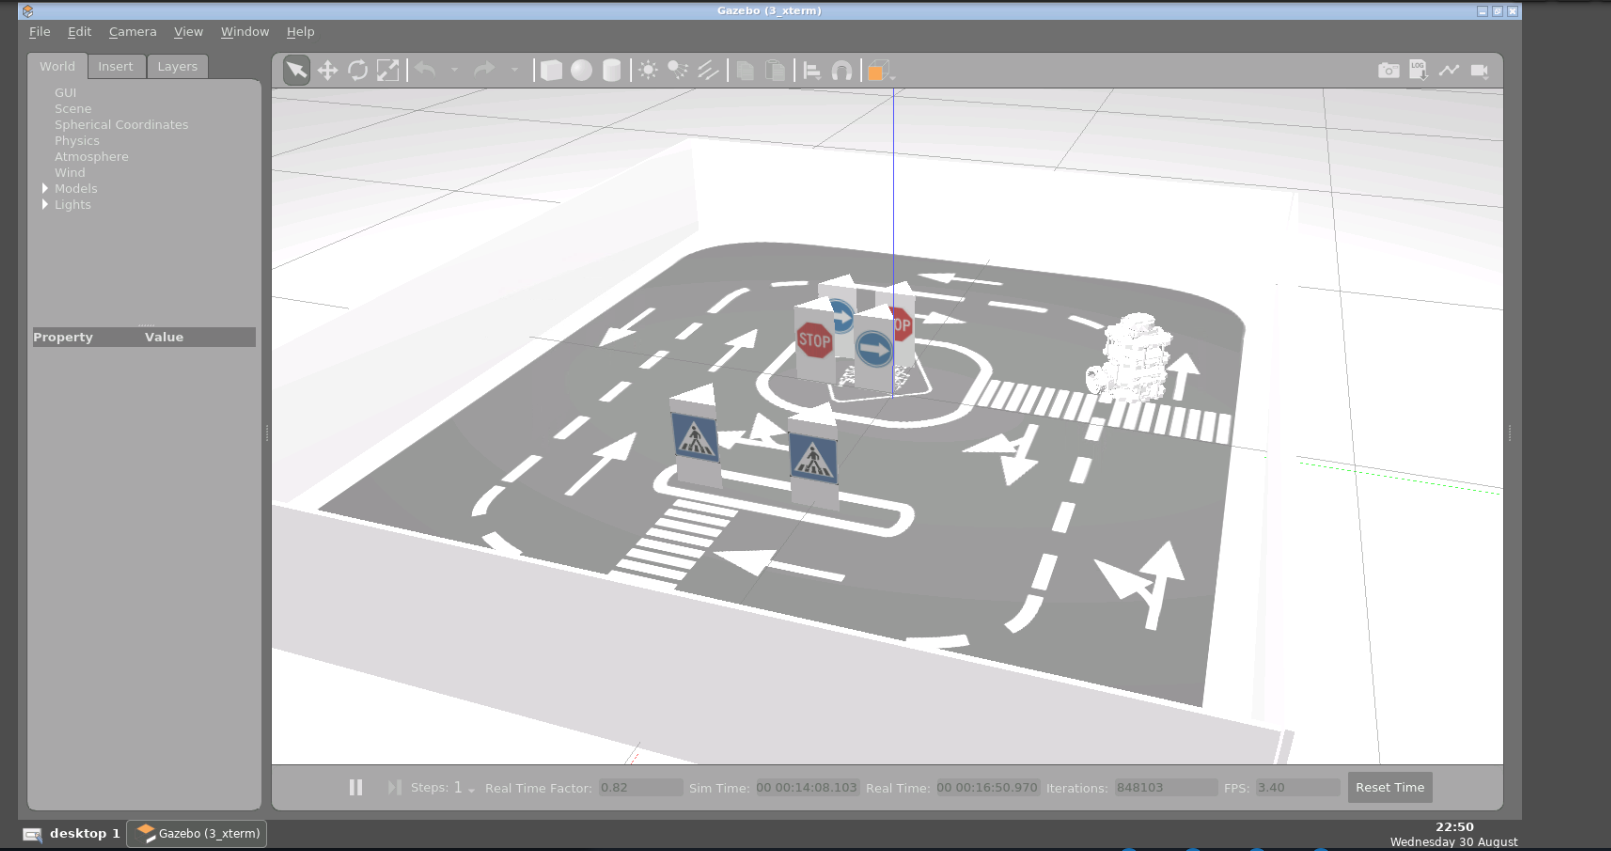 Gazebo (3_xterm)
File Edit Camera View Window Help
World Insert Layers
LOG
GUI
Scene
Spherical Coordinates
Physics
Atmosphere
Wind
Models
Lights
Property Value
STOP
OP
Steps: 1 Real Time Factor: 0.82 Sim Time: 00 00:14:08.103 Real Time: 00 00:16:50.970 Iterations: 848103 FPS: 3.40 Reset Time
desktop 1 Gazebo (3_xterm)
22:50
Wednesday 30 August